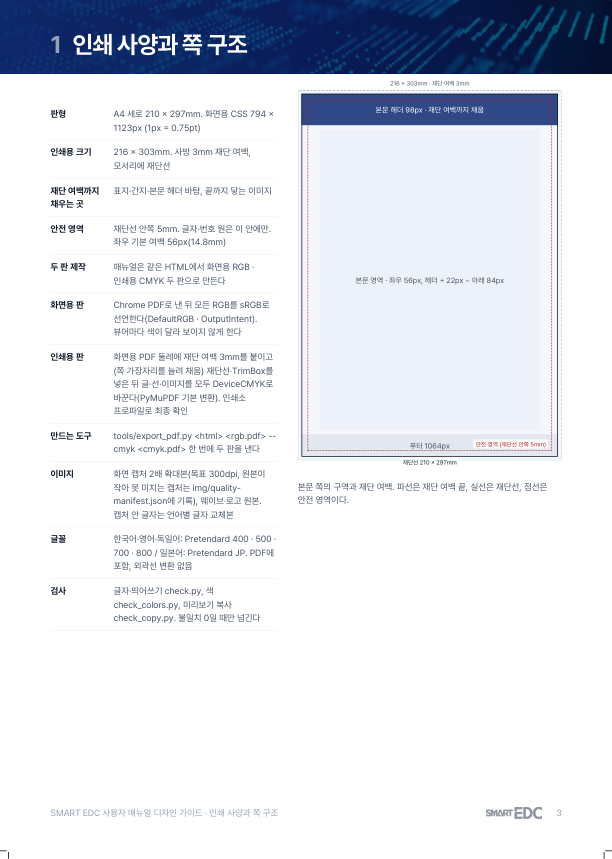 1 인쇄 사양과 쪽 구조
판형
A4 세로 210 × 297mm. 화면용 CSS 794 ×
1123px (1px = 0.75pt)
인쇄용 크기
216 × 303mm. 사방 3mm 재단 여백,
모서리에 재단선
재단 여백까지
채우는 곳
표지·간지·본문 헤더 바탕, 끝까지 닿는 이미지
안전 영역
재단선 안쪽 5mm. 글자·번호 원은 이 안에만.
좌우 기본 여백 56px(14.8mm)
두 판 제작
매뉴얼은 같은 HTML에서 화면용 RGB ·
인쇄용 CMYK 두 판으로 만든다
화면용 판
Chrome PDF로 낸 뒤 모든 RGB를 sRGB로
선언한다(DefaultRGB · OutputIntent).
뷰어마다 색이 달라 보이지 않게 한다
인쇄용 판
화면용 PDF 둘레에 재단 여백 3mm를 붙이고
(쪽 가장자리를 늘려 채움) 재단선·TrimBox를
넣은 뒤 글·선·이미지를 모두 DeviceCMYK로
바꾼다(PyMuPDF 기본 변환). 인쇄소
프로파일로 최종 확인
만드는 도구
tools/export_pdf.py <html> <rgb.pdf> --
cmyk <cmyk.pdf> 한 번에 두 판을 낸다
이미지
화면 캡처 2배 확대본(목표 300dpi, 원본이
작아 못 미치는 캡처는 img/quality-
manifest.json에 기록), 웨이브·로고 원본.
캡처 안 글자는 언어별 글자 교체본
글꼴
한국어·영어·독일어: Pretendard 400 · 500 ·
700 · 800 / 일본어: Pretendard JP. PDF에
포함, 외곽선 변환 없음
검사
글자·띄어쓰기 check.py, 색
check_colors.py, 미리보기 복사
check_copy.py. 불일치 0일 때만 넘긴다
216 × 303mm · 재단 여백 3mm
본문 헤더 98px · 재단 여백까지 채움
본문 영역 · 좌우 56px, 헤더 + 22px ~ 아래 84px
푸터 1064px
안전 영역 (재단선 안쪽 5mm)
재단선 210 × 297mm
본문 쪽의 구역과 재단 여백. 파선은 재단 여백 끝, 실선은 재단선, 점선은
안전 영역이다.
SMART EDC 사용자 매뉴얼 디자인 가이드 · 인쇄 사양과 쪽 구조
SMART EDC 3